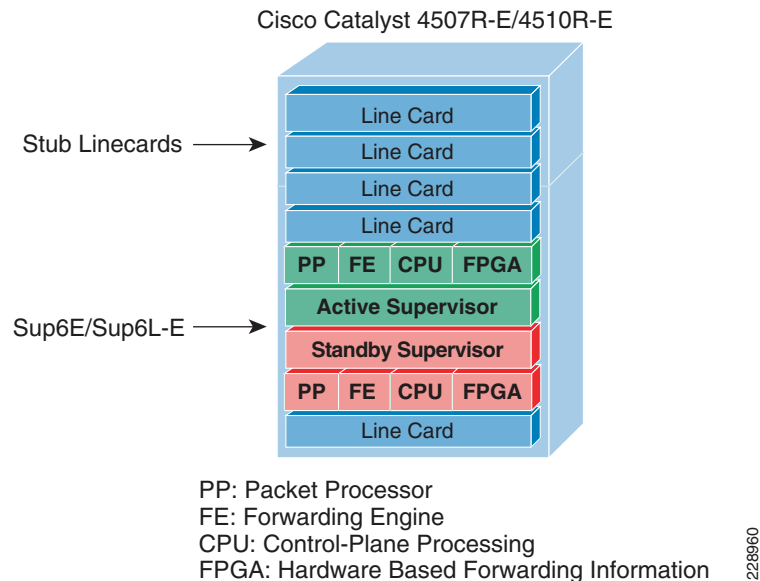 Cisco Catalyst 4507R-E/4510R-E
Line Card
Stub Linecards
Line Card
Line Card
Line Card
PP FE CPU FPGA
Active Supervisor
Sup6E/Sup6L-E
Standby Supervisor
PP FE CPU FPGA
Line Card
PP: Packet Processor
FE: Forwarding Engine
CPU: Control-Plane Processing
FPGA: Hardware Based Forwarding Information
228960